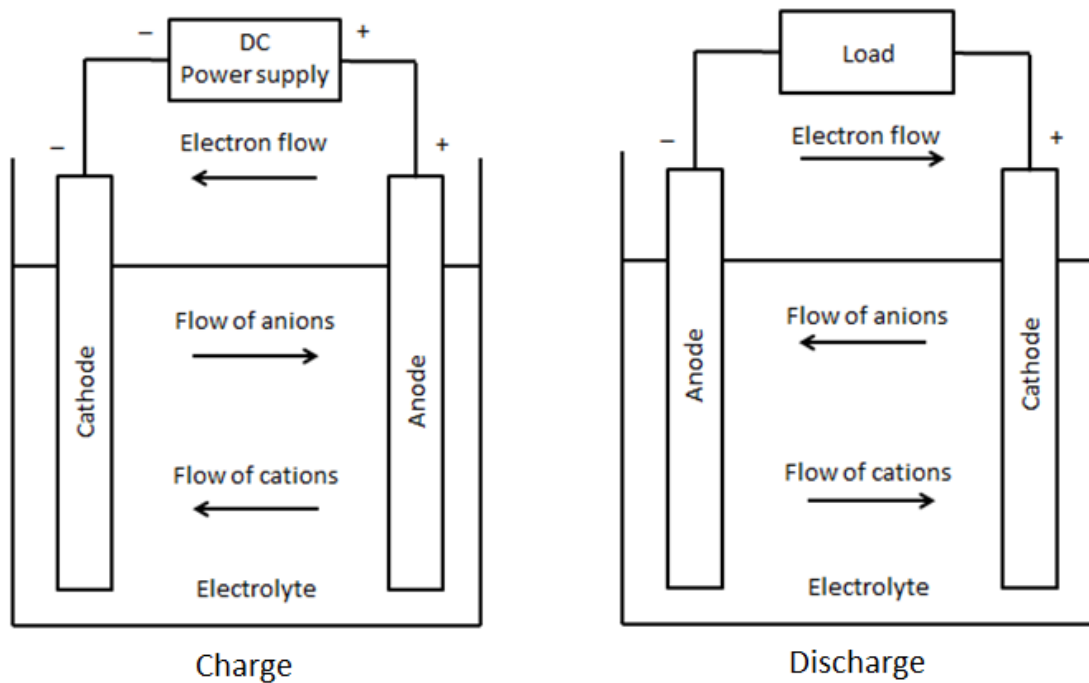 – DC +
Power supply
– Electron flow +
Flow of anions
Cathode
Anode
Flow of cations
Electrolyte
Charge
Load
– Electron flow +
Flow of anions
Anode
Cathode
Flow of cations
Electrolyte
Discharge